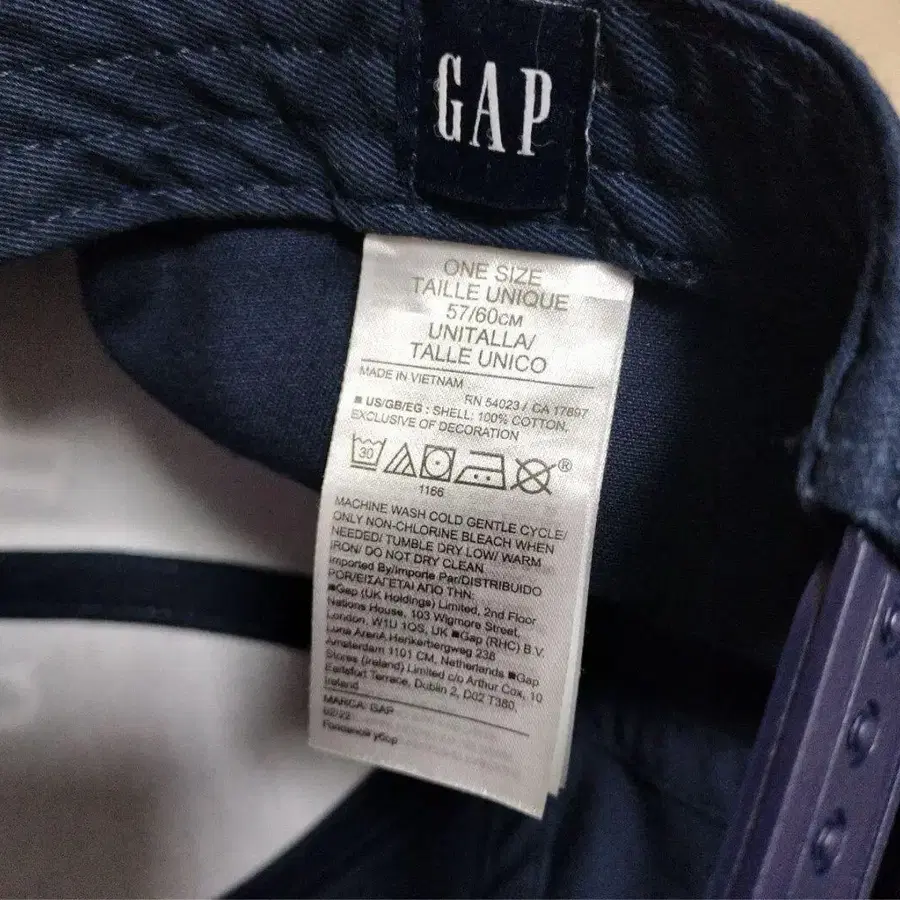 GAP
ONE SIZE
TAILLE UNIQUE
57/60CM
UNITALLA/
TALLE UNICO
MADE IN VIETNAM
RN 54023 / CA 17897
■ US/GB/EG : SHELL: 100% COTTON.
EXCLUSIVE OF DECORATION
30
®
1166
MACHINE WASH COLD GENTLE CYCLE/
ONLY NON-CHLORINE BLEACH WHEN
NEEDED/ TUMBLE DRY LOW/ WARM
IRON/ DO NOT DRY CLEAN
Imported By/Importe Par/DISTRIBUIDO
POR/ΕΙΣΑΓΕΤΑΙ ΑΠΟ ΤΗΝ:
■Gap (UK Holdings) Limited, 2nd Floor
Nations House, 103 Wigmore Street,
London, W1U 1QS, UK ■Gap (RHC) B.V.
Luna ArenA Herikerbergweg 238
Amsterdam 1101 CM, Netherlands ■Gap
Stores (Ireland) Limited c/o Arthur Cox, 10
Earlsfort Terrace, Dublin 2, D02 T380,
Ireland
MARCA: GAP
02/22
Головной убор